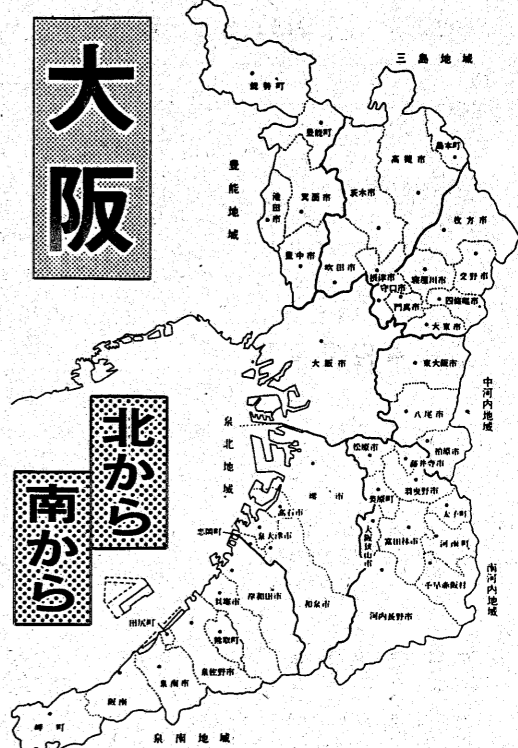 大阪
北から
南から
三島地域
能勢町
豊能町
島本町
高槻市
豊能地域
茨木市
池田市
箕面市
枚方市
豊中市
吹田市
摂津市
寝屋川市
交野市
守口市
門真市
四條畷市
大東市
大阪市
東大阪市
中河内地域
八尾市
泉北地域
松原市
柏原市
藤井寺市
堺市
美原町
羽曳野市
太子町
高石市
忠岡町
泉大津市
大阪狭山市
富田林市
河南町
千早赤阪村
南河内地域
貝塚市
岸和田市
和泉市
河内長野市
田尻町
熊取町
泉佐野市
泉南市
阪南
岬町
泉南地域